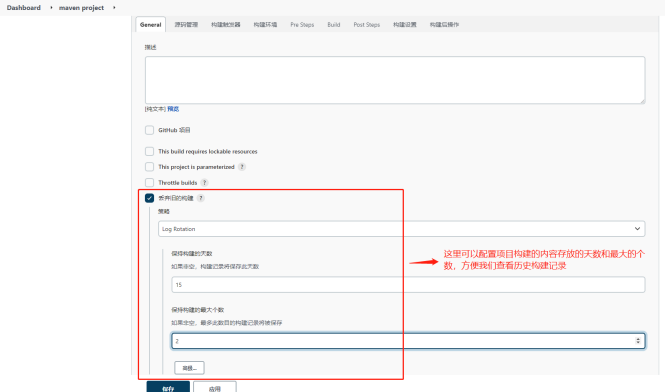 Dashboard › maven project ›
General 源码管理 构建触发器 构建环境 Pre Steps Build Post Steps 构建设置 构建后操作
描述
[纯文本] 预览
GitHub 项目
This build requires lockable resources
This project is parameterized ?
Throttle builds ?
丢弃旧的构建 ?
策略
Log Rotation
保持构建的天数
如果非空，构建记录将保存此天数
15
保持构建的最大个数
如果非空，最多此数目的构建记录将被保存
2
高级...
保存 应用
这里可以配置项目构建的内容存放的天数和最大的个
数，方便我们查看历史构建记录